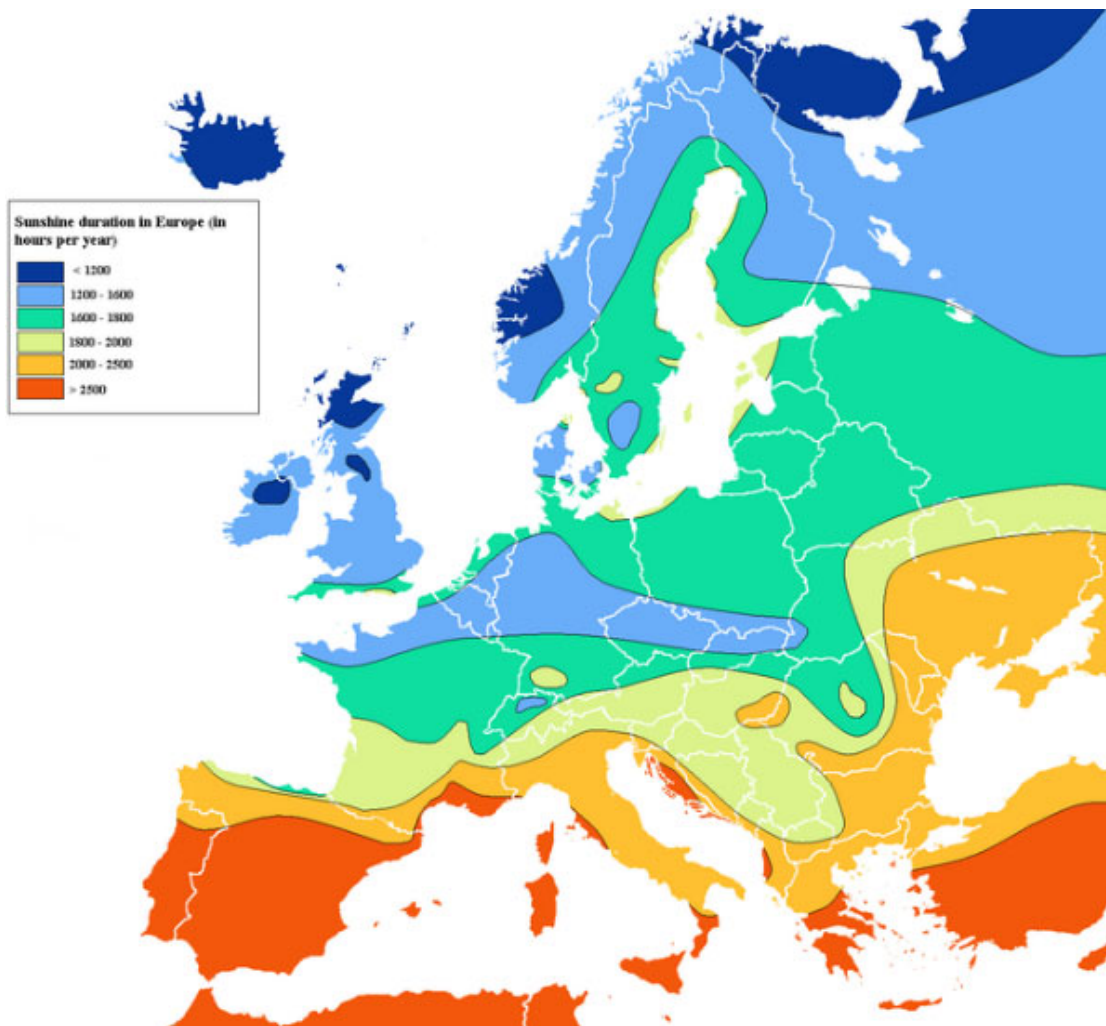 Sunshine duration in Europe (in
hours per year)
< 1200
1200 - 1600
1600 - 1800
1800 - 2000
2000 - 2500
> 2500